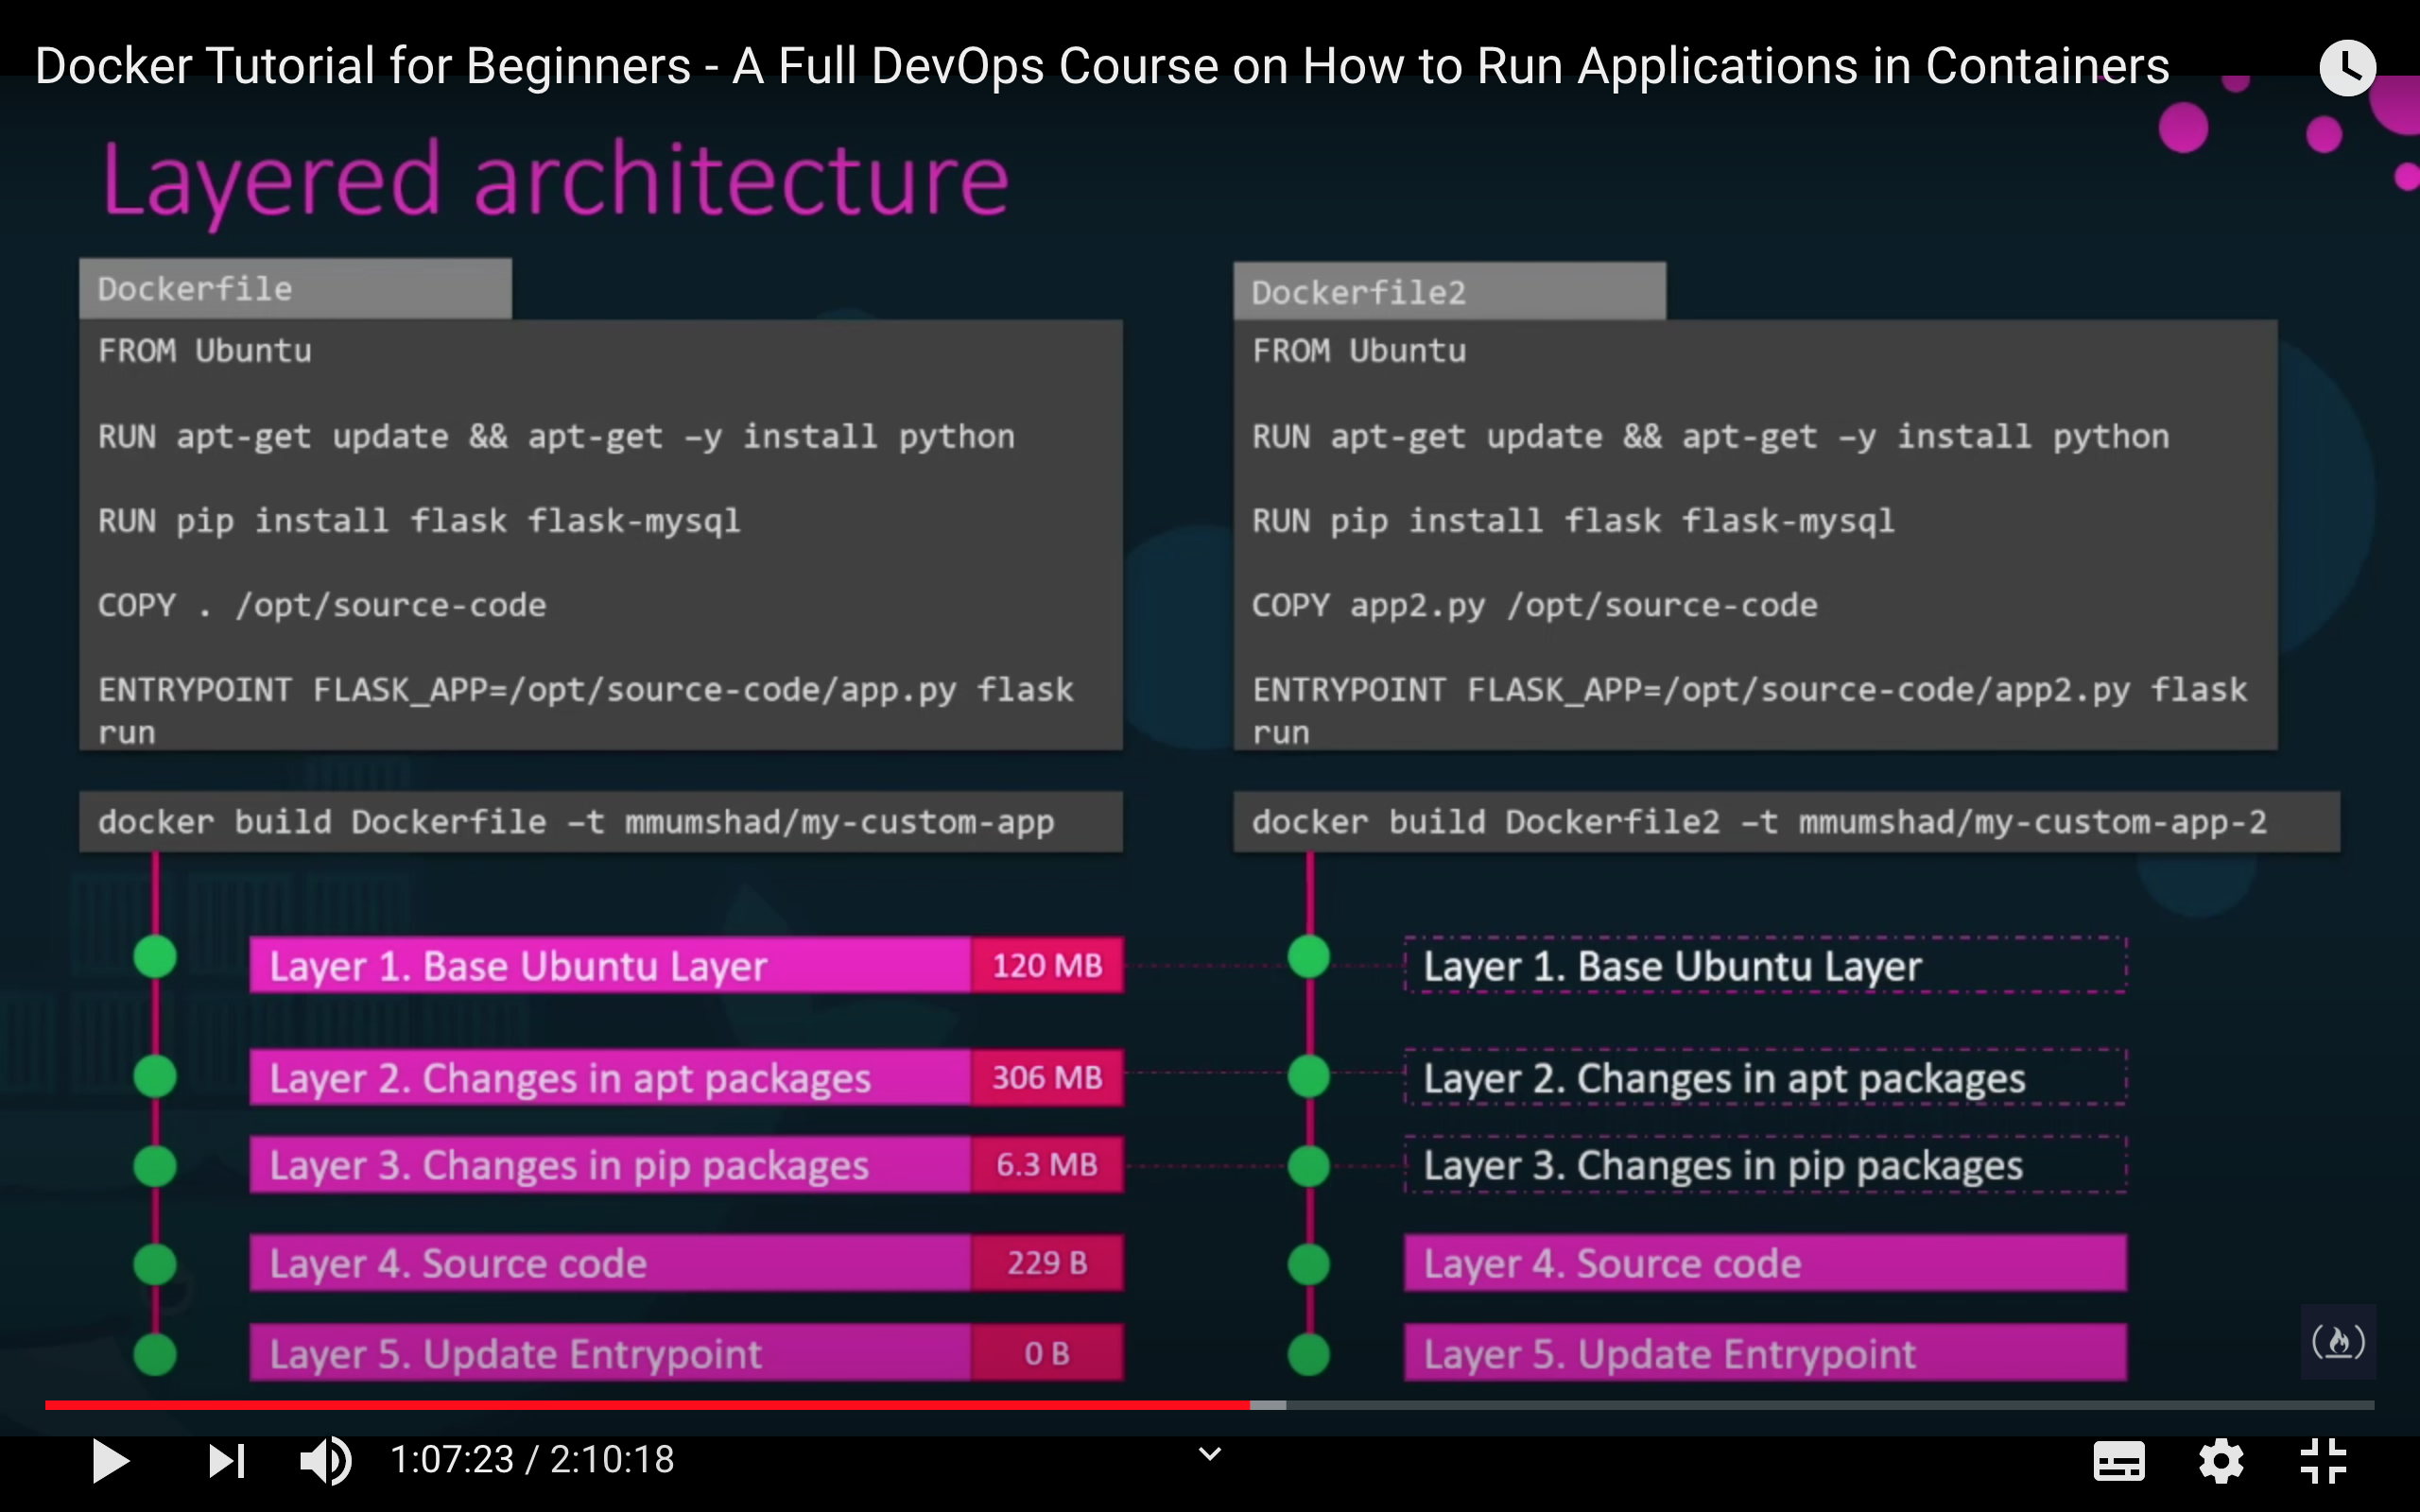 Docker Tutorial for Beginners - A Full DevOps Course on How to Run Applications in Containers
Layered architecture
Dockerfile
FROM Ubuntu
RUN apt-get update && apt-get –y install python
RUN pip install flask flask-mysql
COPY . /opt/source-code
ENTRYPOINT FLASK_APP=/opt/source-code/app.py flask
run
docker build Dockerfile –t mmumshad/my-custom-app
Layer 1. Base Ubuntu Layer 120 MB
Layer 2. Changes in apt packages 306 MB
Layer 3. Changes in pip packages 6.3 MB
Layer 4. Source code 229 B
Layer 5. Update Entrypoint 0 B
Dockerfile2
FROM Ubuntu
RUN apt-get update && apt-get –y install python
RUN pip install flask flask-mysql
COPY app2.py /opt/source-code
ENTRYPOINT FLASK_APP=/opt/source-code/app2.py flask
run
docker build Dockerfile2 –t mmumshad/my-custom-app-2
Layer 1. Base Ubuntu Layer
Layer 2. Changes in apt packages
Layer 3. Changes in pip packages
Layer 4. Source code
Layer 5. Update Entrypoint
1:07:23 / 2:10:18